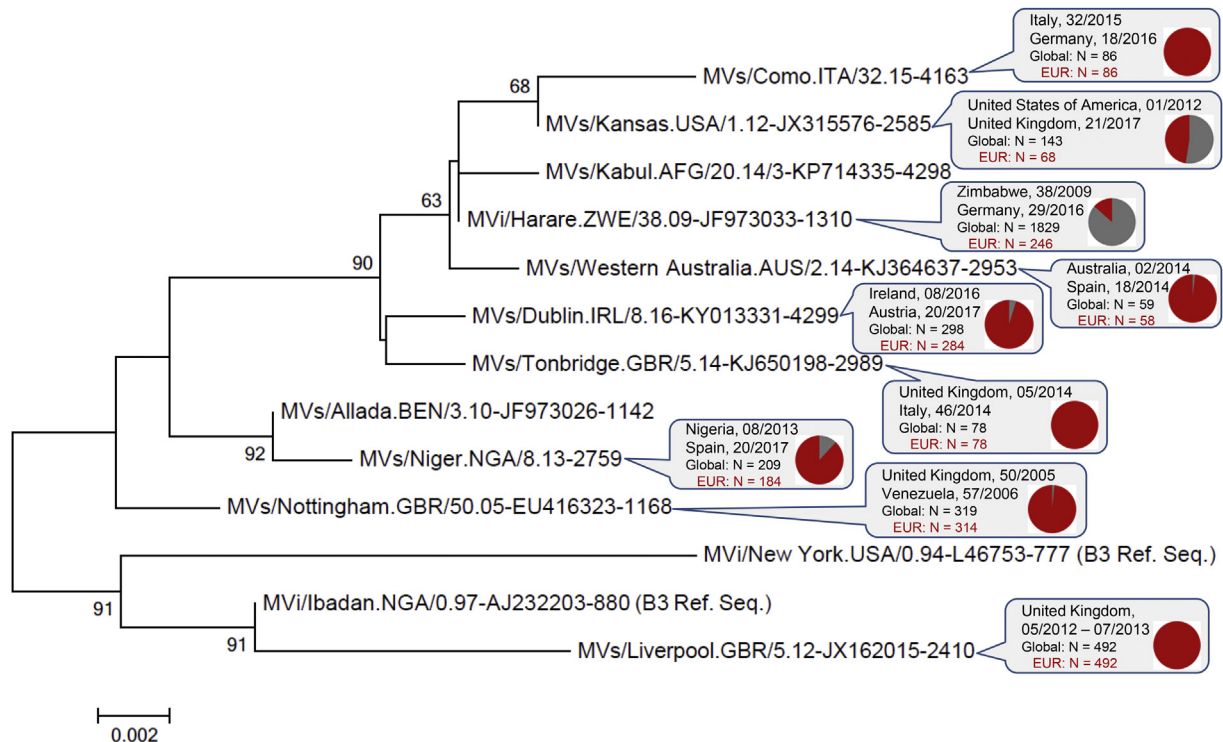 Italy, 32/2015
Germany, 18/2016
Global: N = 86
EUR: N = 86
MVs/Como.ITA/32.15-4163
68
United States of America, 01/2012
United Kingdom, 21/2017
Global: N = 143
EUR: N = 68
MVs/Kansas.USA/1.12-JX315576-2585
MVs/Kabul.AFG/20.14/3-KP714335-4298
63
Zimbabwe, 38/2009
Germany, 29/2016
Global: N = 1829
EUR: N = 246
MVi/Harare.ZWE/38.09-JF973033-1310
90
MVs/Western Australia.AUS/2.14-KJ364637-2953
Australia, 02/2014
Spain, 18/2014
Global: N = 59
EUR: N = 58
Ireland, 08/2016
Austria, 20/2017
Global: N = 298
EUR: N = 284
MVs/Dublin.IRL/8.16-KY013331-4299
MVs/Tonbridge.GBR/5.14-KJ650198-2989
United Kingdom, 05/2014
Italy, 46/2014
Global: N = 78
EUR: N = 78
MVs/Allada.BEN/3.10-JF973026-1142
92
MVs/Niger.NGA/8.13-2759
Nigeria, 08/2013
Spain, 20/2017
Global: N = 209
EUR: N = 184
United Kingdom, 50/2005
Venezuela, 57/2006
Global: N = 319
EUR: N = 314
MVs/Nottingham.GBR/50.05-EU416323-1168
MVi/New York.USA/0.94-L46753-777 (B3 Ref. Seq.)
91
MVi/Ibadan.NGA/0.97-AJ232203-880 (B3 Ref. Seq.)
91
MVs/Liverpool.GBR/5.12-JX162015-2410
United Kingdom,
05/2012 – 07/2013
Global: N = 492
EUR: N = 492
0.002